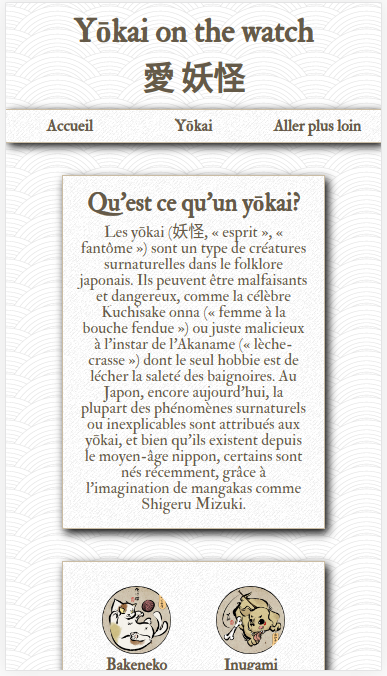 Yōkai on the watch
愛 妖怪
Accueil Yōkai Aller plus loin
Qu'est ce qu'un yōkai?
Les yōkai (妖怪, « esprit », «
fantôme ») sont un type de créatures
surnaturelles dans le folklore
japonais. Ils peuvent être malfaisants
et dangereux, comme la célèbre
Kuchisake onna (« femme à la
bouche fendue ») ou juste malicieux
à l'instar de l'Akaname (« lèche-
crasse ») dont le seul hobbie est de
lécher la saleté des baignoires. Au
Japon, encore aujourd'hui, la
plupart des phénomènes surnaturels
ou inexplicables sont attribués aux
yōkai, et bien qu'ils existent depuis
le moyen-âge nippon, certains sont
nés récemment, grâce à
l'imagination de mangakas comme
Shigeru Mizuki.
Bakeneko Inugami